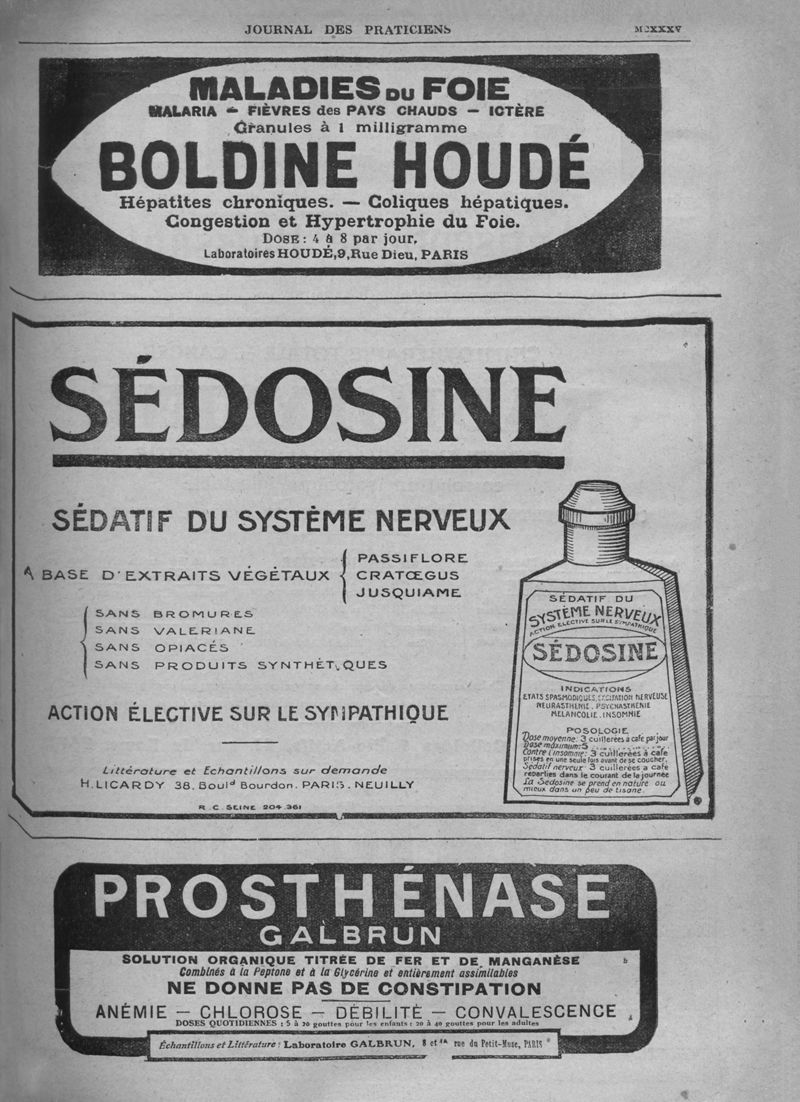 JOURNAL DES PRATICIENS
MALADIES DU FOIE
MALARIA — FIÈVRES des PAYS CHAUDS — ICTÈRE
Granules à 1 milligramme
BOLDINE HOUDÉ
Hépatites chroniques. — Coliques hépatiques.
Congestion et Hypertrophie du Foie.
DOSE : 4 à 8 par jour.
Laboratoires HOUDÉ, 9, Rue Dieu, PARIS
SÉDOSINE
SÉDATIF DU SYSTÈME NERVEUX
A BASE D'EXTRAITS VÉGÉTAUX
PASSIFLORE
CRATŒGUS
JUSQUIAME
SANS BROMURES
SANS VALERIANE
SANS OPIACÉS
SANS PRODUITS SYNTHÉTIQUES
ACTION ÉLECTIVE SUR LE SYMPATHIQUE
Littérature et Echantillons sur demande
H. LICARDY 38, Boulᵈ Bourdon. PARIS. NEUILLY
R. C. SEINE 204.361
SÉDATIF DU
SYSTÈME NERVEUX
ACTION ELECTIVE SUR LE SYMPATHIQUE
SÉDOSINE
INDICATIONS
ETATS SPASMODIQUES, EXCITATION NERVEUSE
NEURASTHENIE. PSYCHASTHENIE
MELANCOLIE. INSOMNIE
POSOLOGIE
Dose moyenne: 3 cuillerées a cafe par jour
Dose maximum: 5
Contre l'insomnie: 3 cuillerées à café
prises en une seule fois avant de se coucher.
Sedatif nerveux 3 cuillerées a café
reparties dans le courant de la journée
La Sedosine se prend en nature ou
mieux dans un peu de tisane.
PROSTHÉNASE
GALBRUN
SOLUTION ORGANIQUE TITRÉE DE FER ET DE MANGANÈSE
Combinés à la Peptone et à la Glycérine et entièrement assimilables
NE DONNE PAS DE CONSTIPATION
ANÉMIE — CHLOROSE — DÉBILITÉ — CONVALESCENCE
DOSES QUOTIDIENNES : 5 à 20 gouttes pour les enfants ; 20 à 40 gouttes pour les adultes
Échantillons et Littérature : Laboratoire GALBRUN, 8 et rue du Petit-Musc, PARIS